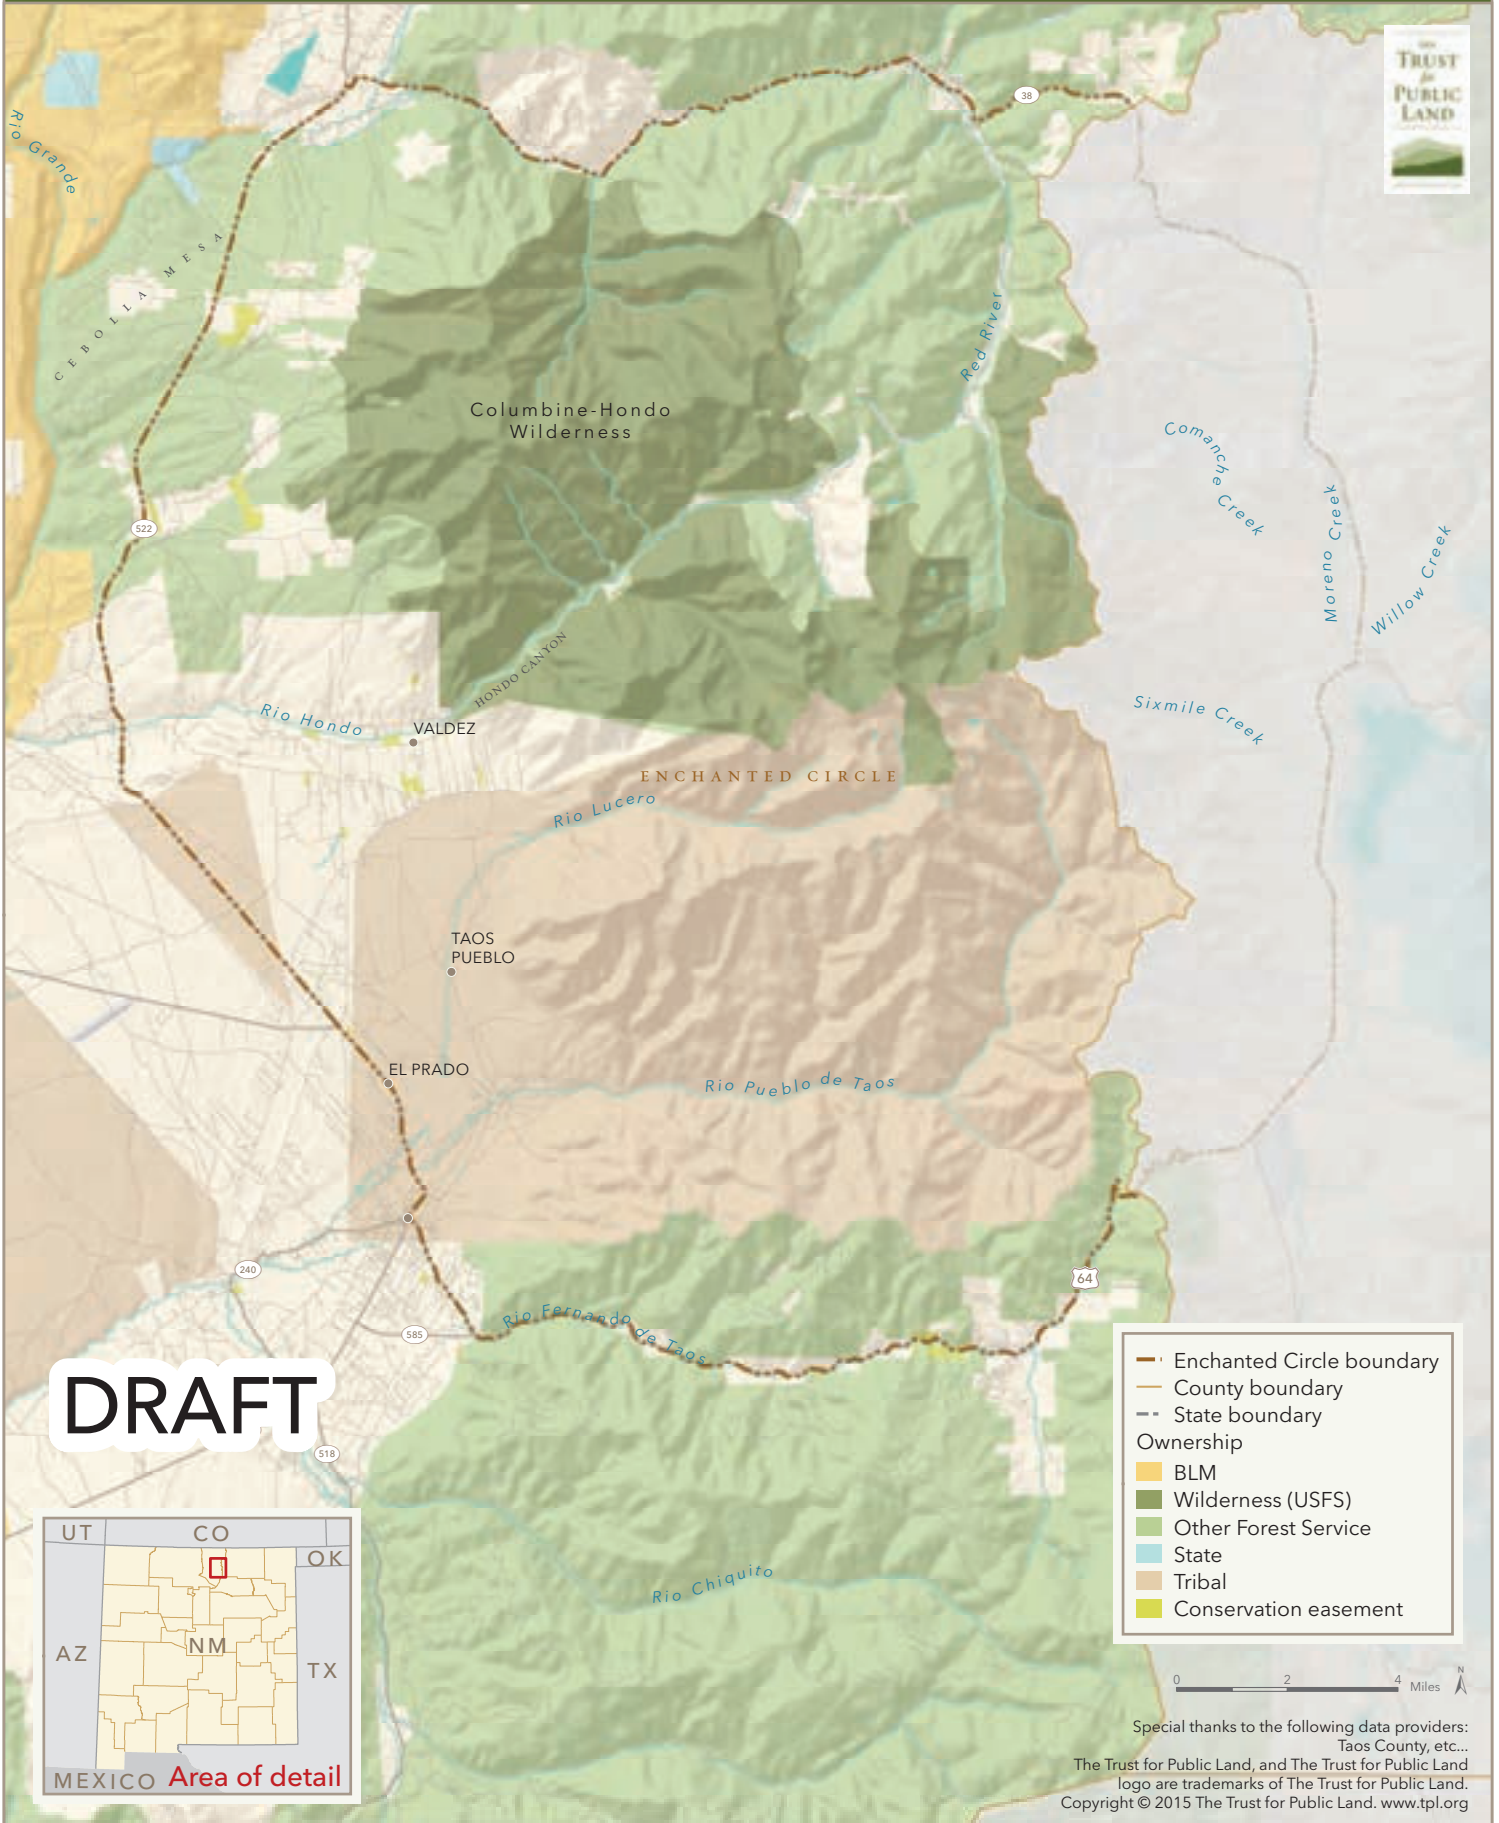 THE
TRUST
for
PUBLIC
LAND
38
Rio Grande
CEBOLLA MESA
Red River
Columbine-Hondo
Wilderness
Comanche Creek
Moreno Creek
Willow Creek
522
HONDO CANYON
Rio Hondo
VALDEZ
Sixmile Creek
ENCHANTED CIRCLE
Rio Lucero
TAOS
PUEBLO
EL PRADO
Rio Pueblo de Taos
240
64
585
Rio Fernando de Taos
DRAFT
518
Rio Chiquito
Enchanted Circle boundary
County boundary
State boundary
Ownership
BLM
Wilderness (USFS)
Other Forest Service
State
Tribal
Conservation easement
UT
CO
OK
AZ
NM
TX
MEXICO
Area of detail
0 2 4 Miles
N
Special thanks to the following data providers:
Taos County, etc...
The Trust for Public Land, and The Trust for Public Land
logo are trademarks of The Trust for Public Land.
Copyright © 2015 The Trust for Public Land. www.tpl.org